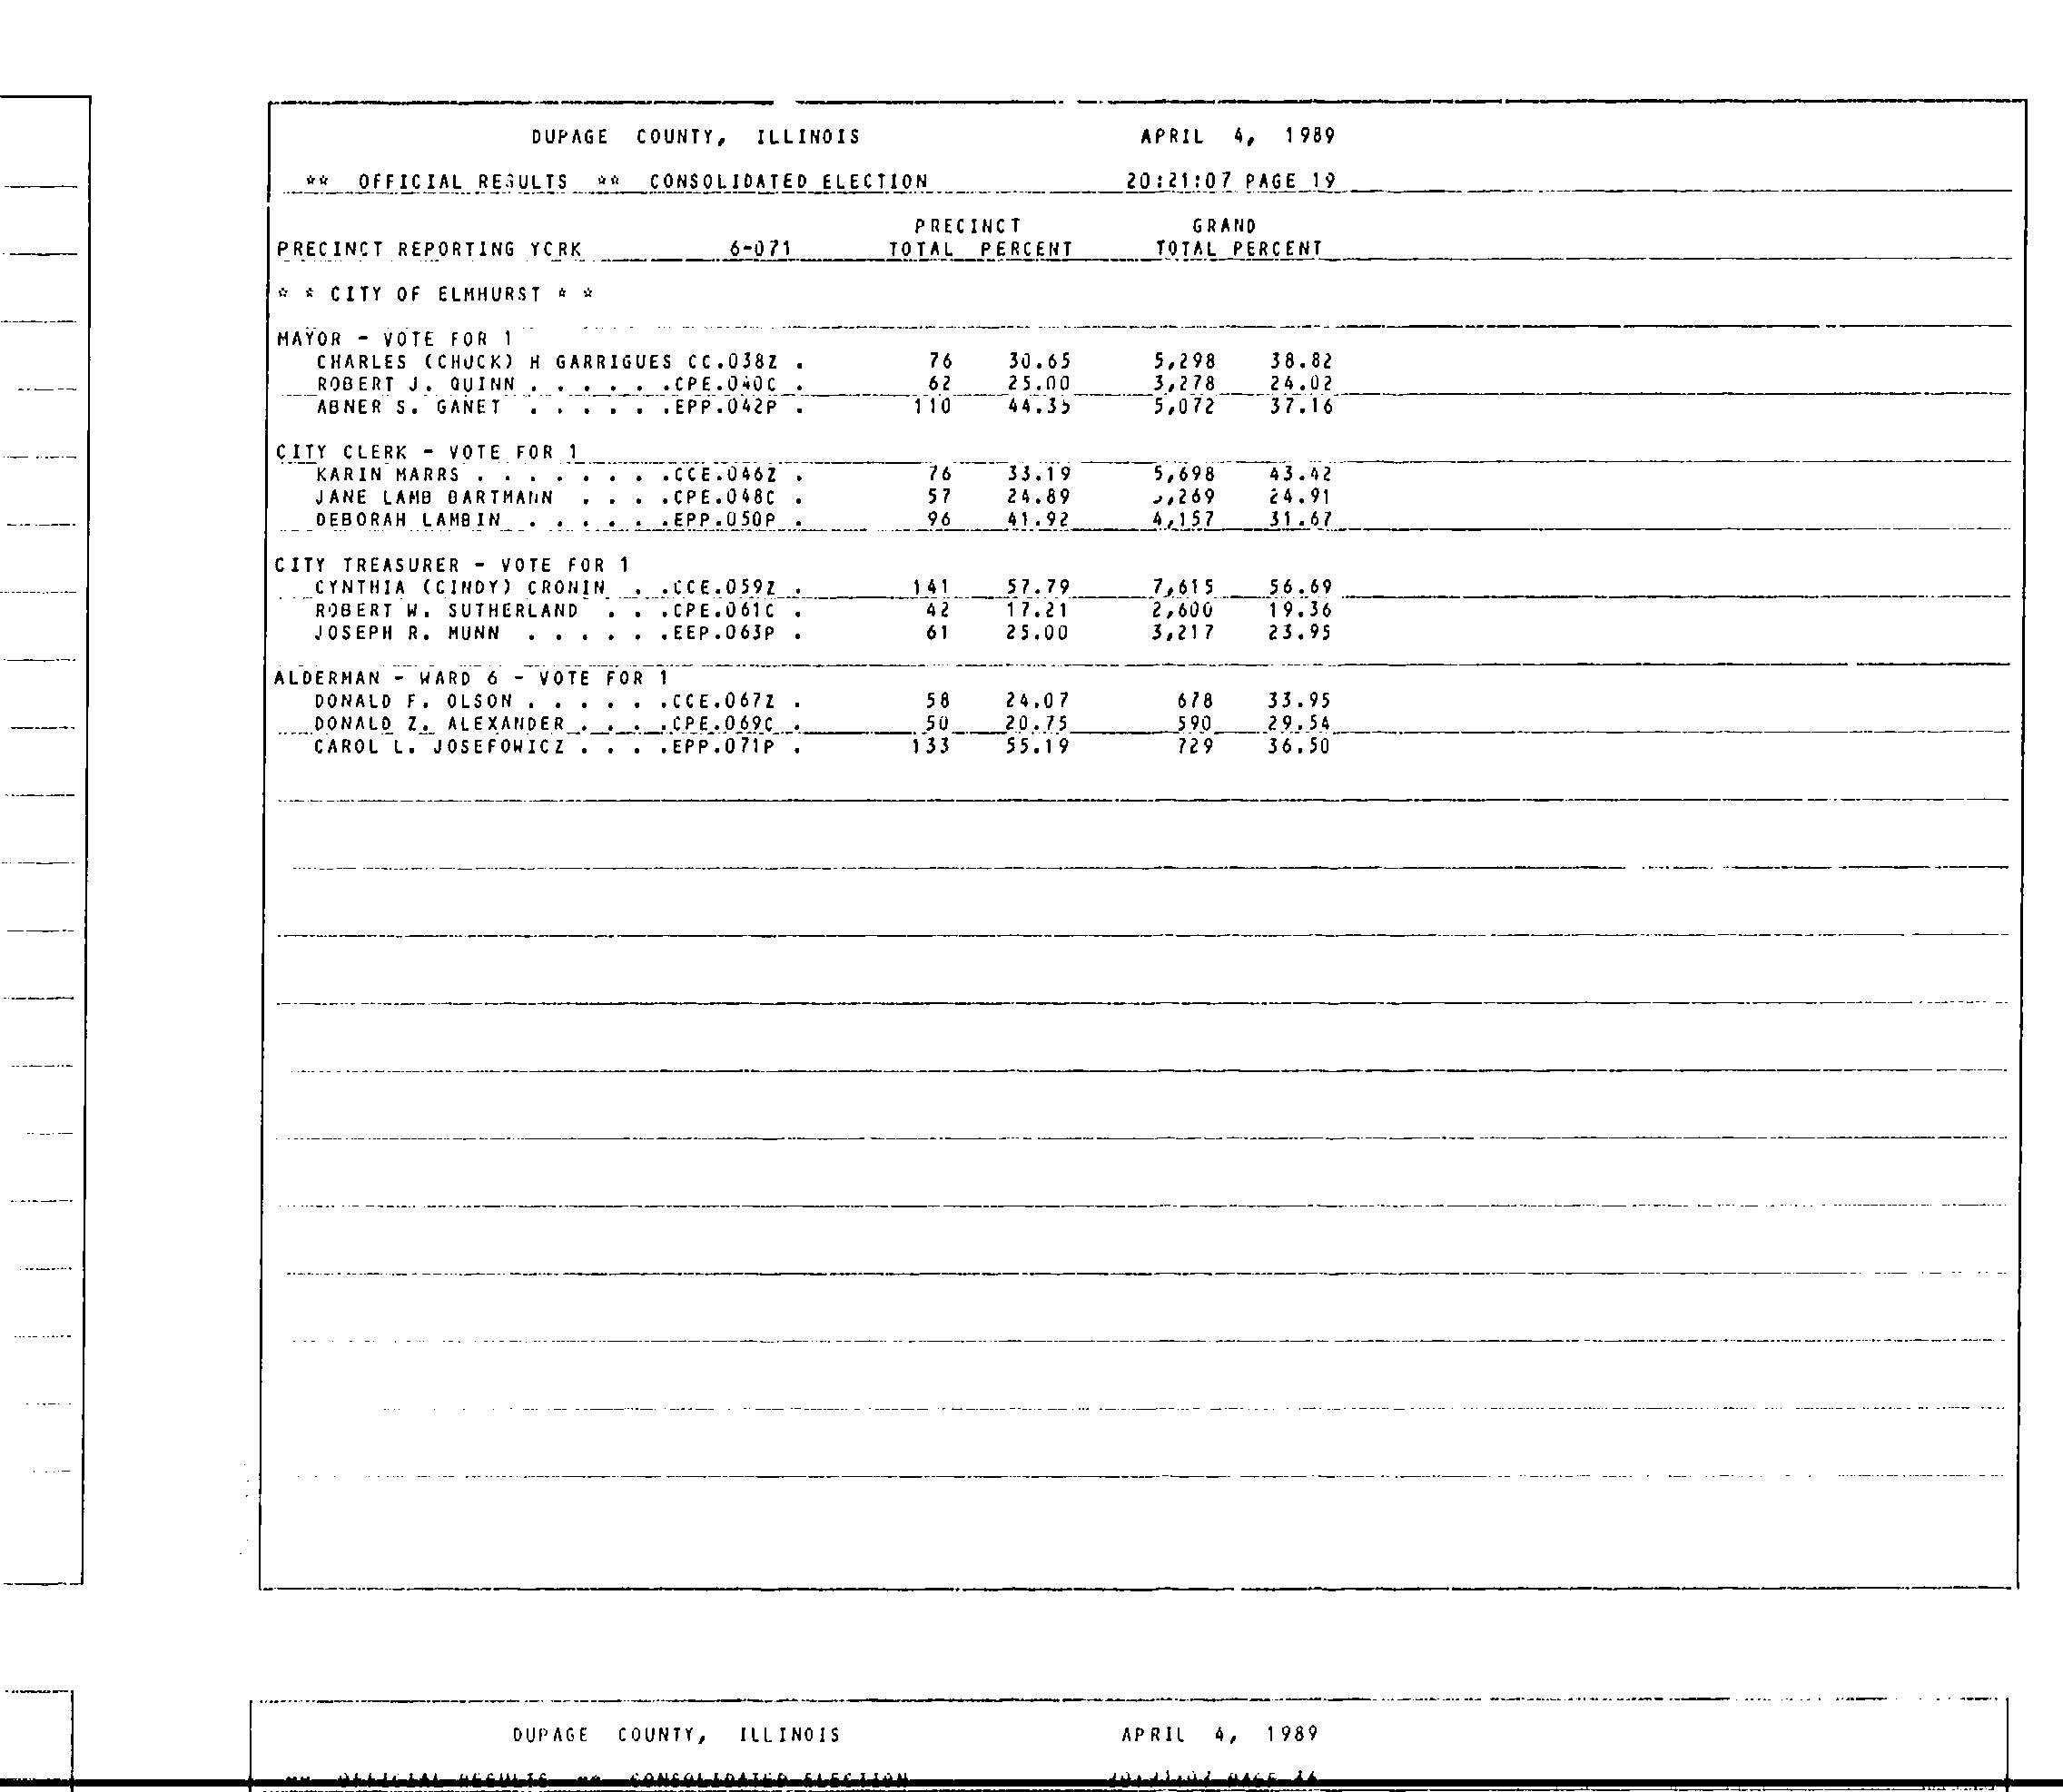 DUPAGE COUNTY, ILLINOIS APRIL 4, 1989
** OFFICIAL RESULTS ** CONSOLIDATED ELECTION 20:21:07 PAGE 19
PRECINCT GRAND
PRECINCT REPORTING YCRK 6-071 TOTAL PERCENT TOTAL PERCENT
* * CITY OF ELMHURST * *
MAYOR - VOTE FOR 1
CHARLES (CHUCK) H GARRIGUES CC.038Z . 76 30.65 5,298 38.82
ROBERT J. QUINN . . . . . .CPE.040C . 62 25.00 3,278 24.02
ABNER S. GANET . . . . . .EPP.042P . 110 44.35 5,072 37.16
CITY CLERK - VOTE FOR 1
KARIN MARRS . . . . . . . .CCE.046Z . 76 33.19 5,698 43.42
JANE LAMB BARTMANN . . . .CPE.048C . 57 24.89 ,269 24.91
DEBORAH LAMBIN . . . . . .EPP.050P . 96 41.92 4,157 31.67
CITY TREASURER - VOTE FOR 1
CYNTHIA (CINDY) CRONIN . .CCE.059Z . 141 57.79 7,615 56.69
ROBERT W. SUTHERLAND . . .CPE.061C . 42 17.21 2,600 19.36
JOSEPH R. MUNN . . . . . .EEP.063P . 61 25.00 3,217 23.95
ALDERMAN - WARD 6 - VOTE FOR 1
DONALD F. OLSON . . . . . .CCE.067Z . 58 24.07 678 33.95
DONALD Z. ALEXANDER . . . .CPE.069C . 50 20.75 590 29.54
CAROL L. JOSEFOWICZ . . . .EPP.071P . 133 55.19 729 36.50
DUPAGE COUNTY, ILLINOIS APRIL 4, 1989
OFFICIAL RESULTS CONSOLIDATED ELECTION